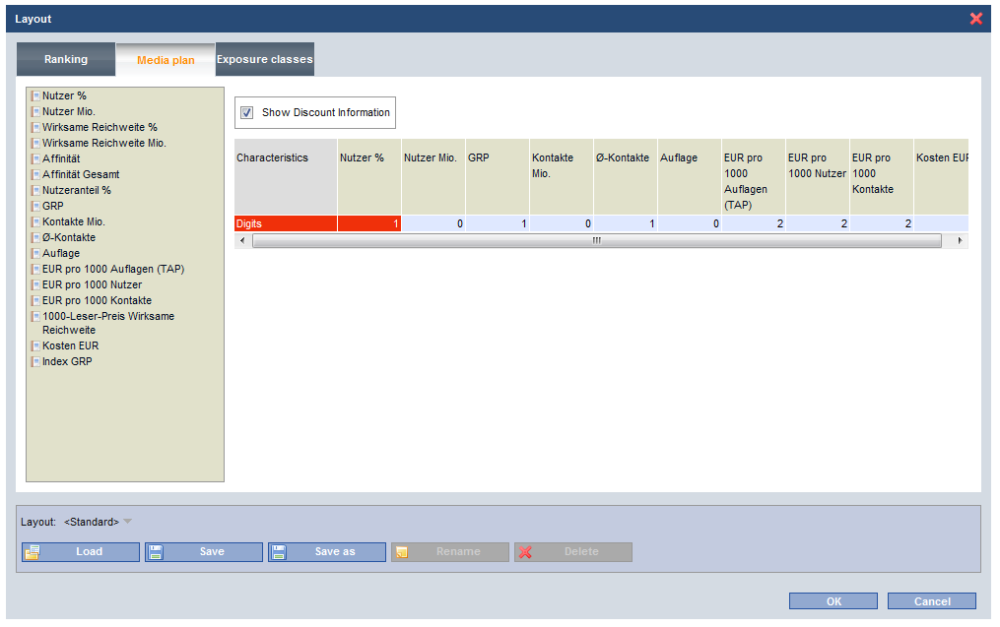 Layout
Ranking
Media plan
Exposure classes
Nutzer %
Nutzer Mio.
Wirksame Reichweite %
Wirksame Reichweite Mio.
Affinität
Affinität Gesamt
Nutzeranteil %
GRP
Kontakte Mio.
Ø-Kontakte
Auflage
EUR pro 1000 Auflagen (TAP)
EUR pro 1000 Nutzer
EUR pro 1000 Kontakte
1000-Leser-Preis Wirksame
Reichweite
Kosten EUR
Index GRP
Show Discount Information
Characteristics
Nutzer %
Nutzer Mio.
GRP
Kontakte
Mio.
Ø-Kontakte
Auflage
EUR pro
1000
Auflagen
(TAP)
EUR pro
1000 Nutzer
EUR pro
1000
Kontakte
Kosten EUR
Digits 1 0 1 0 1 0 2 2 2
Layout: <Standard>
Load
Save
Save as
Rename
Delete
OK
Cancel